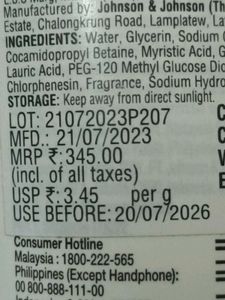 Manufactured by: Johnson & Johnson (Th
Estate, Chalongkrung Road, Lamplatew, La
INGREDIENTS: Water, Glycerin, Sodium C
Cocamidopropyl Betaine, Myristic Acid, G
Lauric Acid, PEG-120 Methyl Glucose Dio
Chlorphenesin, Fragrance, Sodium Hydro
STORAGE: Keep away from direct sunlight.
LOT: 21072023P207
MFD.: 21/07/2023
MRP ₹: 345.00
(incl. of all taxes)
USP ₹: 3.45 per g
USE BEFORE: 20/07/2026
Consumer Hotline
Malaysia : 1800-222-565
Philippines (Except Handphone):
00 800-888-111-00